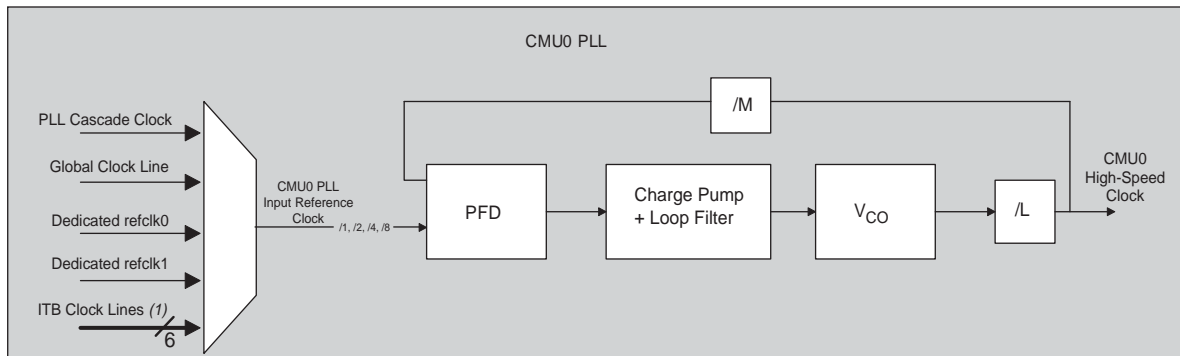 CMU0 PLL
PLL Cascade Clock
Global Clock Line
Dedicated refclk0
Dedicated refclk1
ITB Clock Lines (1)
6
CMU0 PLL
Input Reference
Clock
/1, /2, /4, /8
PFD
Charge Pump
+ Loop Filter
VCO
/L
/M
CMU0
High-Speed
Clock